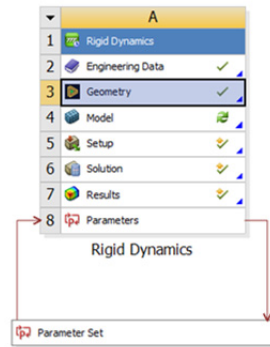 A
1 Rigid Dynamics
2 Engineering Data
3 Geometry
4 Model
5 Setup
6 Solution
7 Results
8 Parameters
Rigid Dynamics
Parameter Set